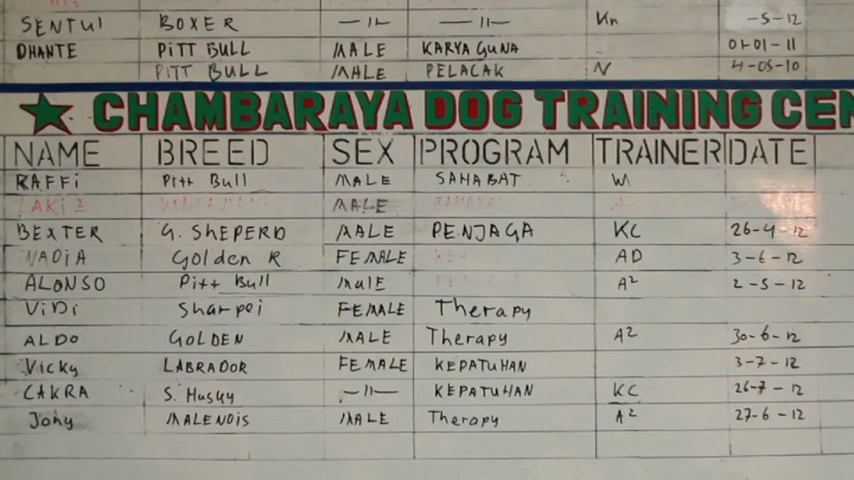 SENTUI BOXER —11— —11— Kn -5-12
DHANTE PITT BULL MALE KARYA GUNA 01-01-11
PITT BULL MALE PELACAK N 4-05-10
CHAMBARAYA DOG TRAINING CEN
NAME BREED SEX PROGRAM TRAINER DATE
RAFFi Pitt Bull MALE SAHABAT W
MALE
BEXTER G. SHEPERD MALE PENJAGA KC 26-4-12
NADiA Golden R FEMALE AD 3-6-12
ALONSO Pitt Bull MalE A2 2-5-12
ViDi Sharpei FEMALE Therapy
ALDO GOLDEN MALE Therapy A2 30-6-12
Vicky LABRADOR FEMALE KEPATUHAN 3-7-12
CAKRA S. Husky —11— KEPATUHAN KC 26-7-12
Jony MALENOiS MALE Therapy A2 27-6-12